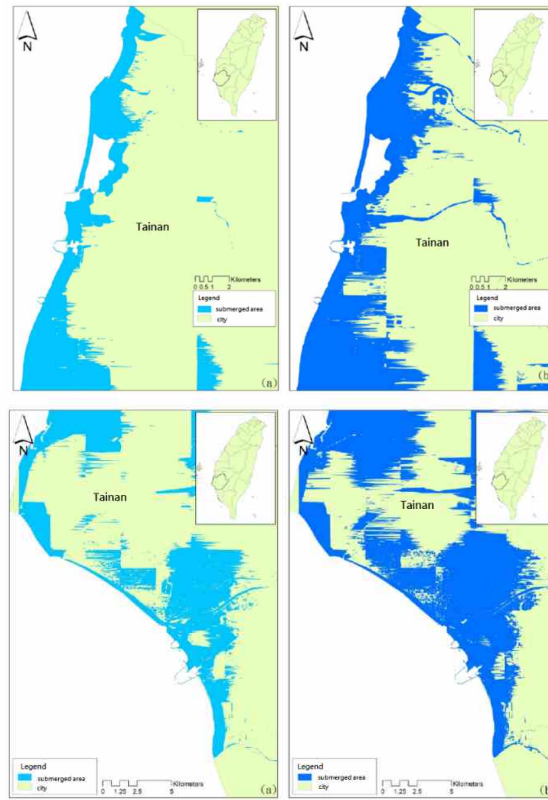 N
Tainan
Kilometers
0 0.5 1 2
Legend
submerged area
city
(a)
N
Tainan
Kilometers
0 0.5 1 2
Legend
submerged area
city
(b
N
Tainan
Legend
submerged area
city
Kilometers
0 1.25 2.5 5
(a)
N
Tainan
Legend
submerged area
city
Kilometers
0 1.25 2.5 5
(b